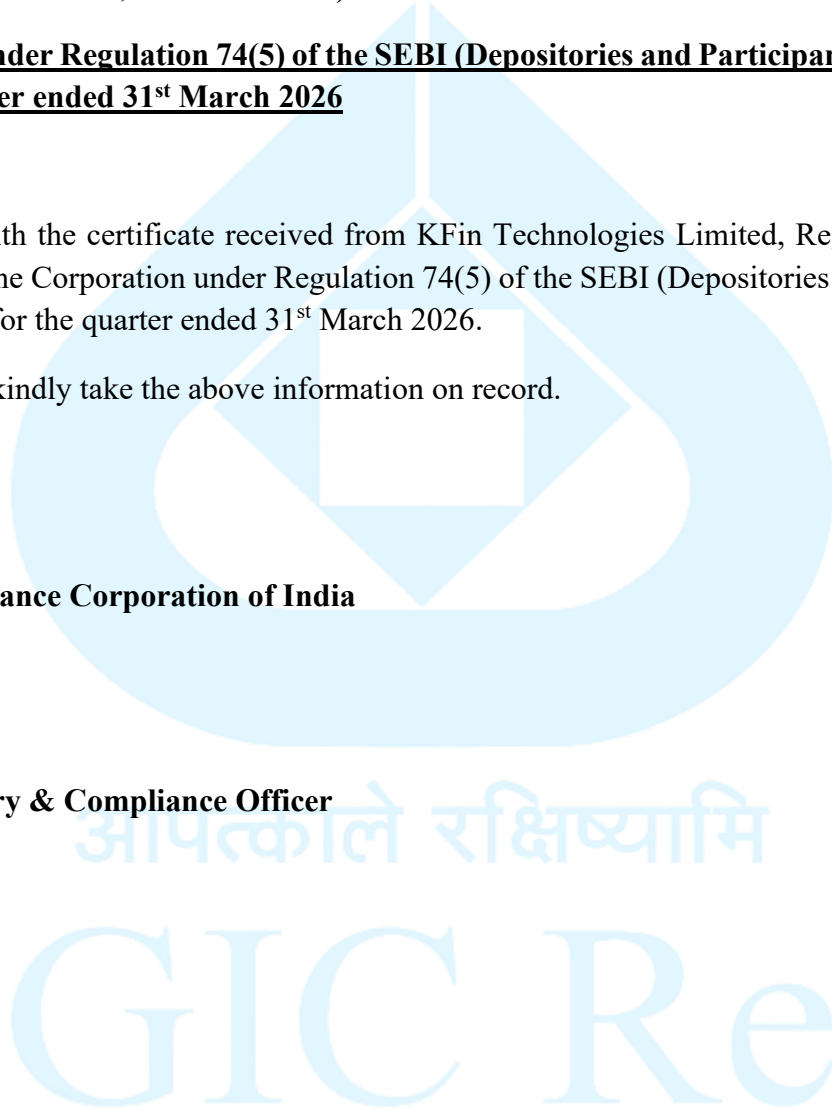 nder Regulation 74(5) of the SEBI (Depositories and Participan
er ended 31st March 2026
ith the certificate received from KFin Technologies Limited, Re
ne Corporation under Regulation 74(5) of the SEBI (Depositories
for the quarter ended 31st March 2026.
kindly take the above information on record.
ance Corporation of India
ry & Compliance Officer
आपत्काले रक्षिष्यामि
GIC Re